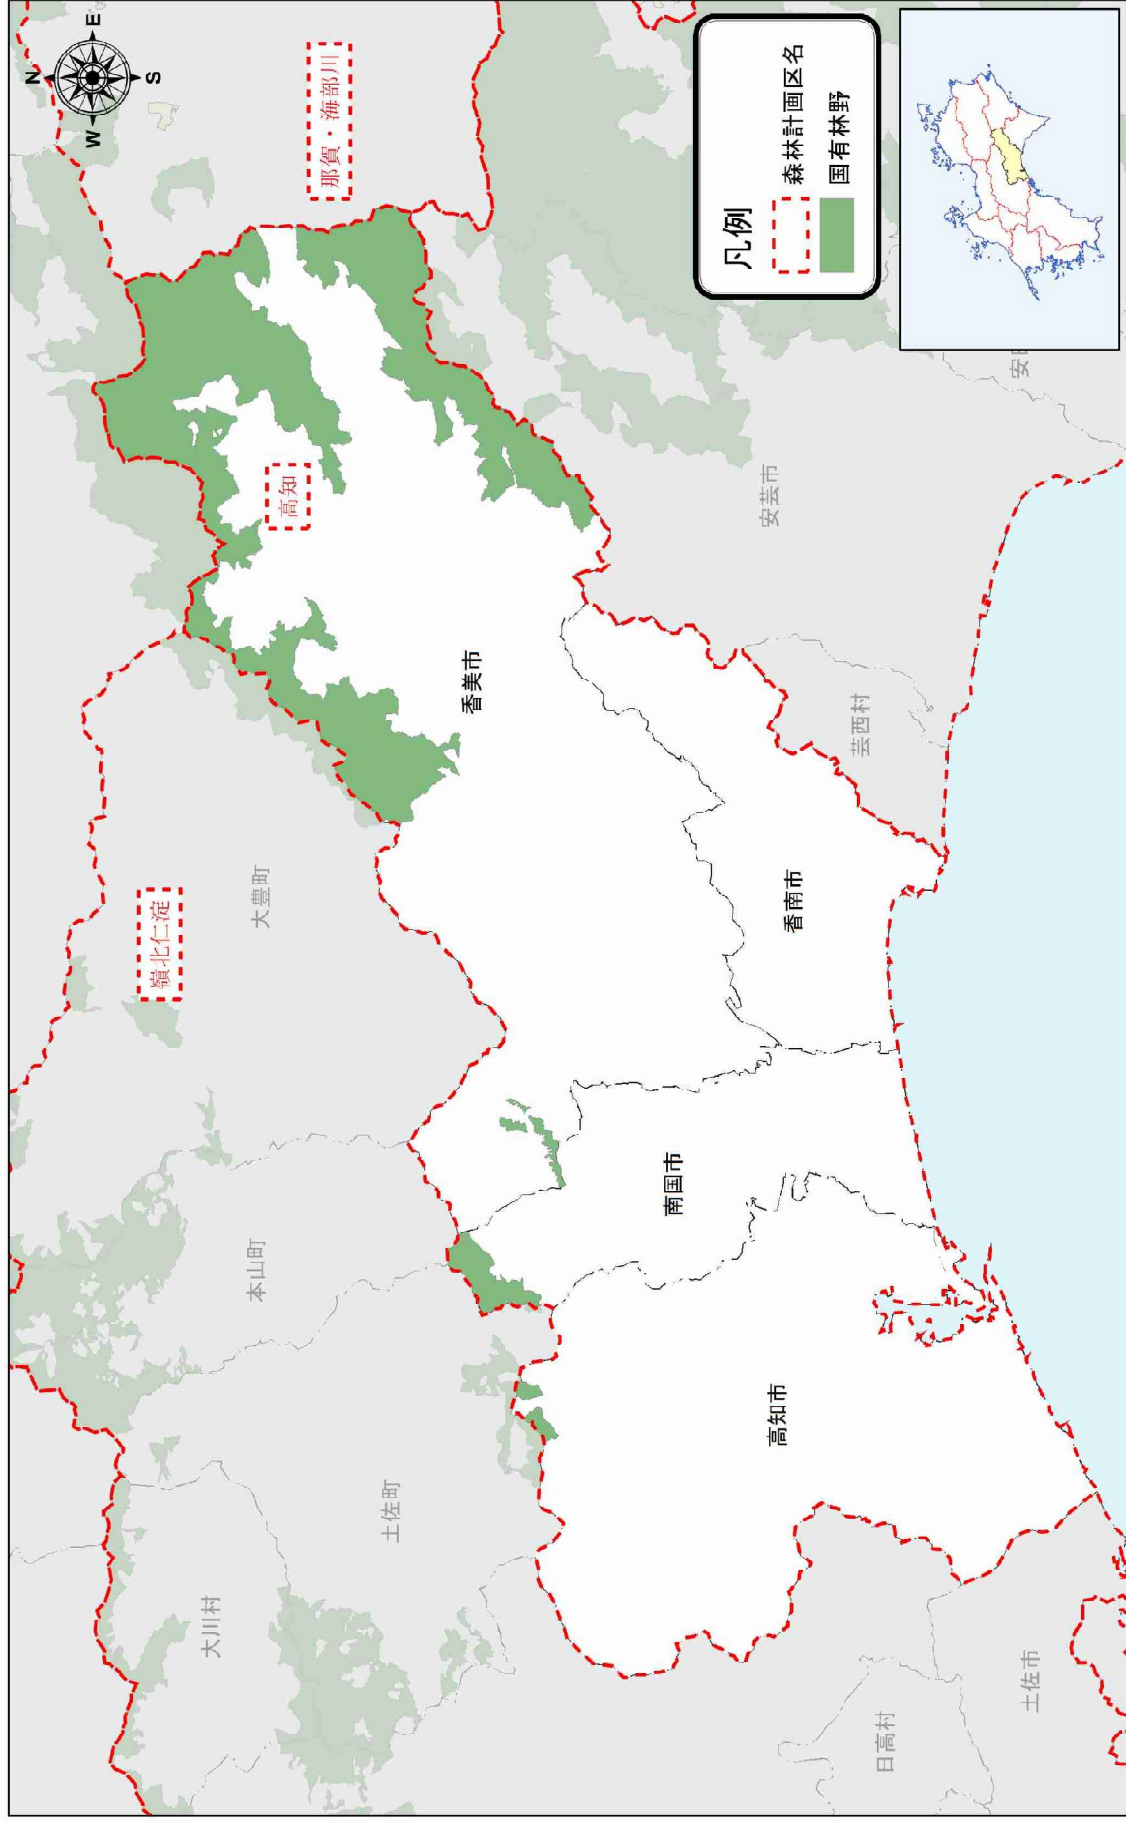 N
E
W
S
那賀・海部川
嶺北仁淀
高知
大豊町
本山町
土佐町
大川村
香美市
南国市
高知市
香南市
安芸市
芸西村
日高村
土佐市
凡例
森林計画区名
国有林野